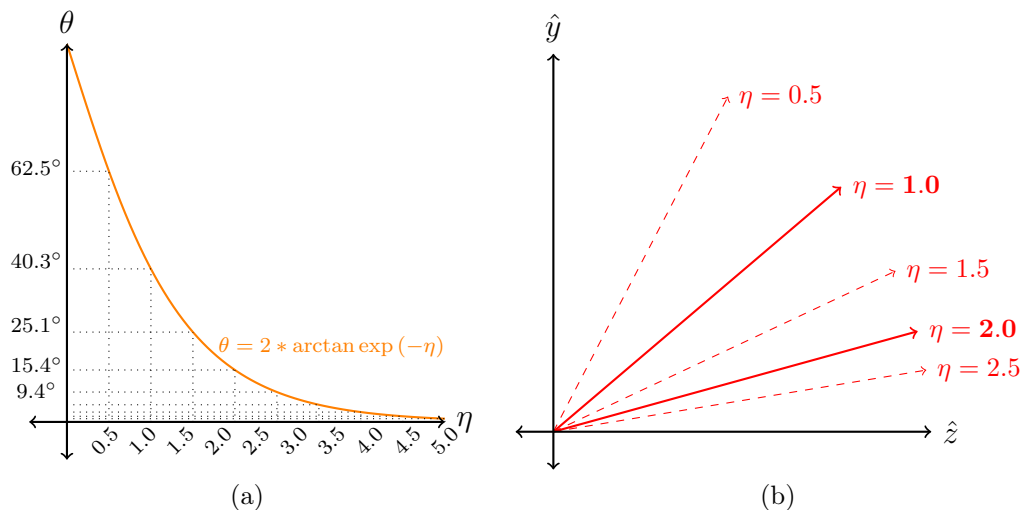 θ
62.5°
40.3°
25.1°
15.4°
9.4°
θ = 2 ∗ arctan exp (−η)
η
0.5
1.0
1.5
2.0
2.5
3.0
3.5
4.0
4.5
5.0
(a)
ŷ
η = 0.5
η = 1.0
η = 1.5
η = 2.0
η = 2.5
ẑ
(b)